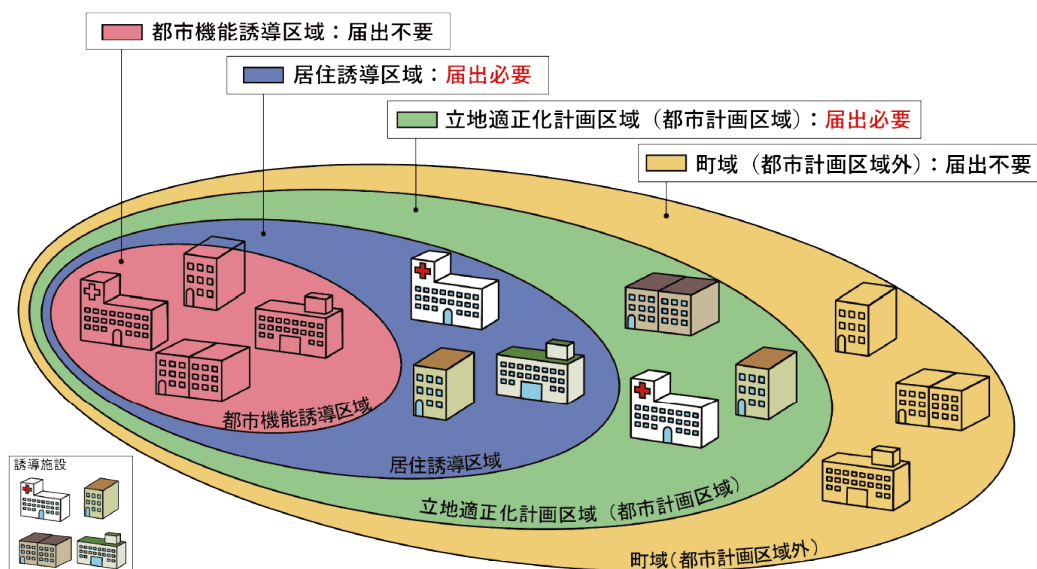 都市機能誘導区域：届出不要
居住誘導区域：届出必要
立地適正化計画区域（都市計画区域）：届出必要
町域（都市計画区域外）：届出不要
都市機能誘導区域
居住誘導区域
立地適正化計画区域（都市計画区域）
町域（都市計画区域外）
誘導施設